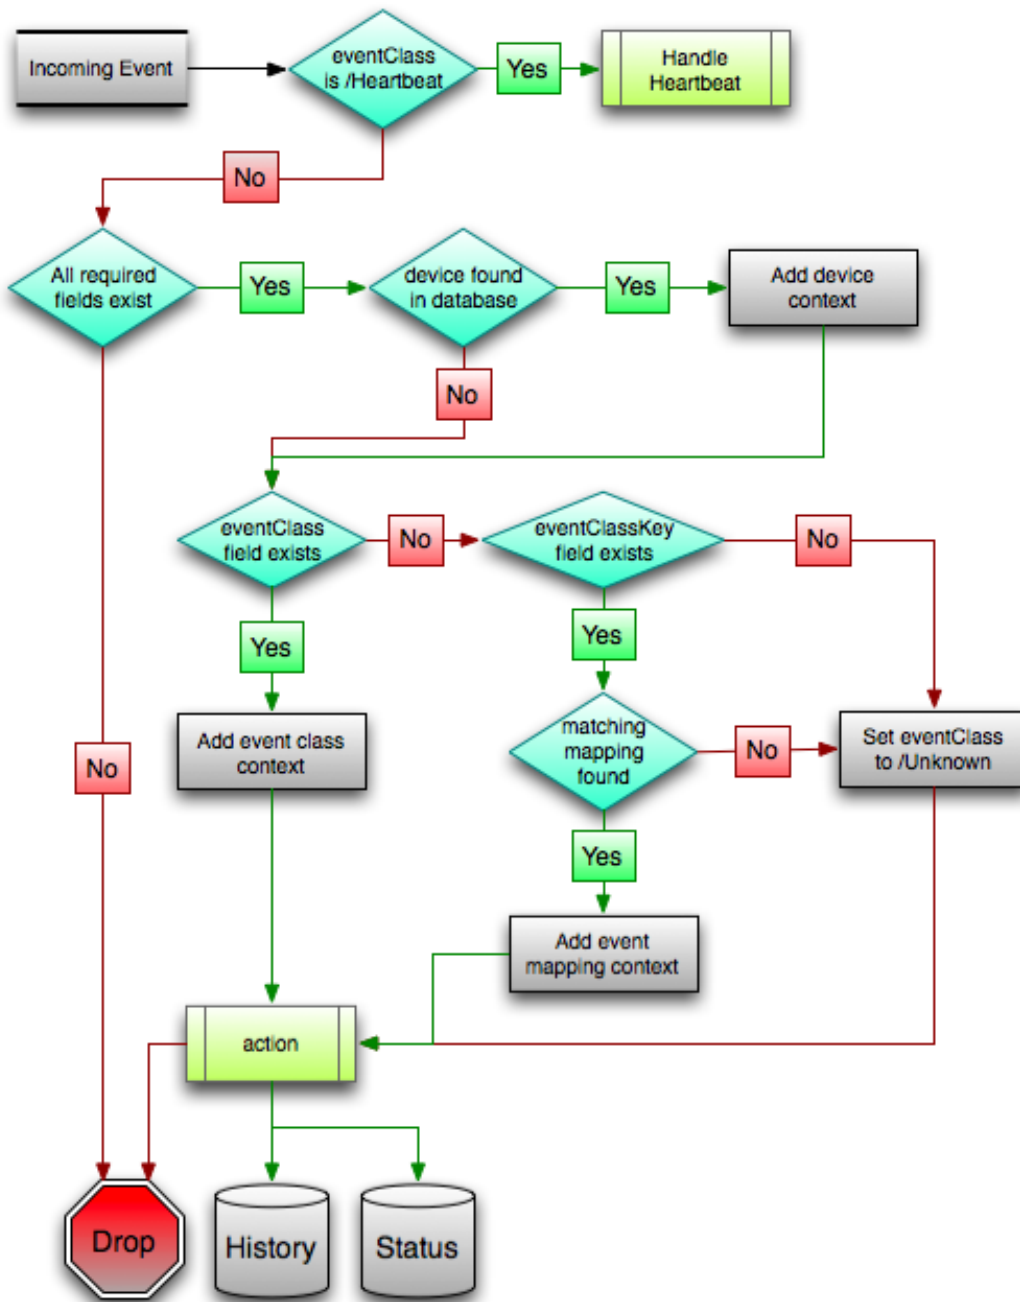 Incoming Event
eventClass
is /Heartbeat
Yes
Handle
Heartbeat
No
All required
fields exist
Yes
device found
in database
Yes
Add device
context
No
eventClass
field exists
No
eventClassKey
field exists
No
Yes
Yes
Add event class
context
matching
mapping
found
No
Set eventClass
to /Unknown
No
Yes
Add event
mapping context
action
Drop
History
Status